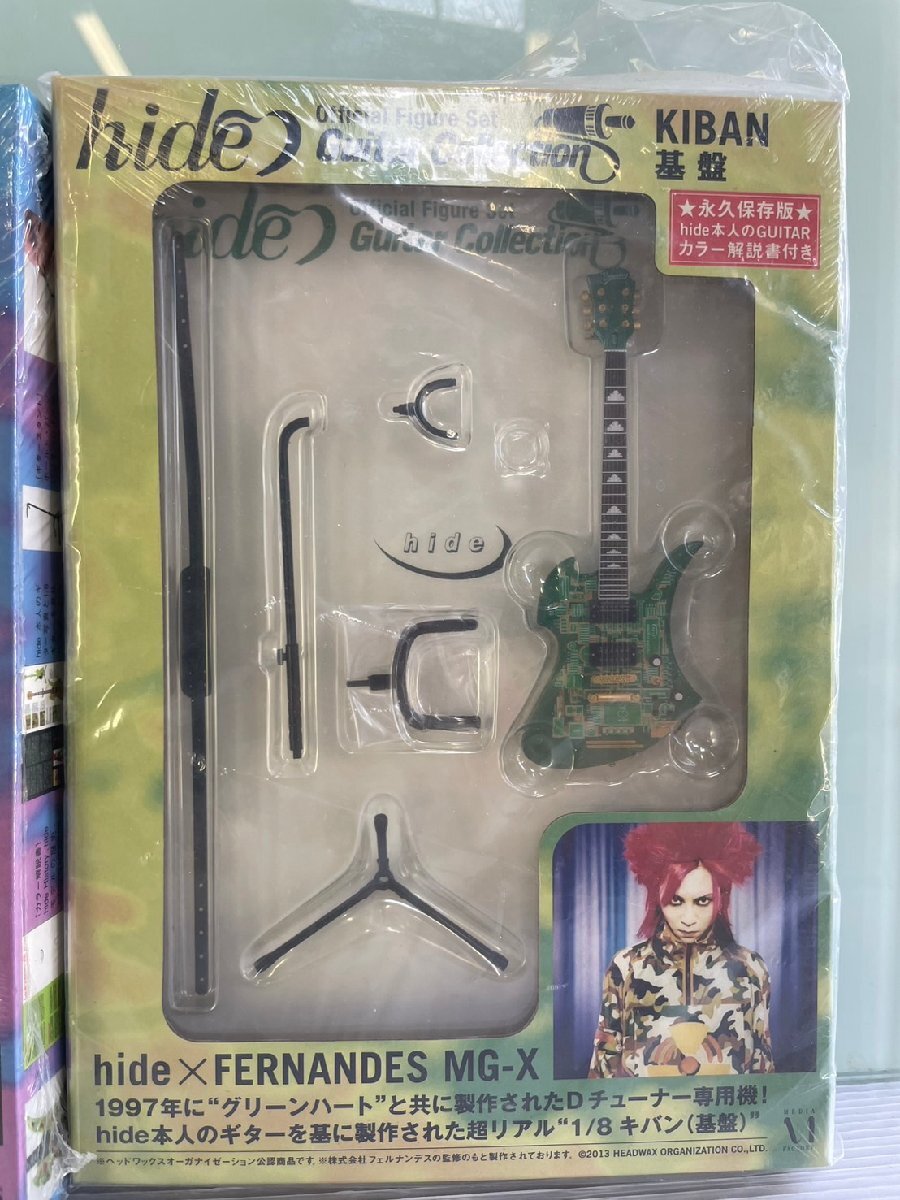 hide
Official Figure Set
Guitar Collection
KIBAN
基盤
★永久保存版★
hide本人のGUITAR
カラー解説書付き
hide
Official Figure Set
Guitar Collection
hide
hide×FERNANDES MG-X
1997年に“グリーンハート”と共に製作されたDチューナー専用機！
hide本人のギターを基に製作された超リアル“1/8 キバン(基盤)”
※ヘッドワックスオーガナイゼーション公認商品です。※株式会社フェルナンデスの監修のもと製作されております。©2013 HEADWAX ORGANIZATION CO.,LTD.
MEDIA
FACTORY